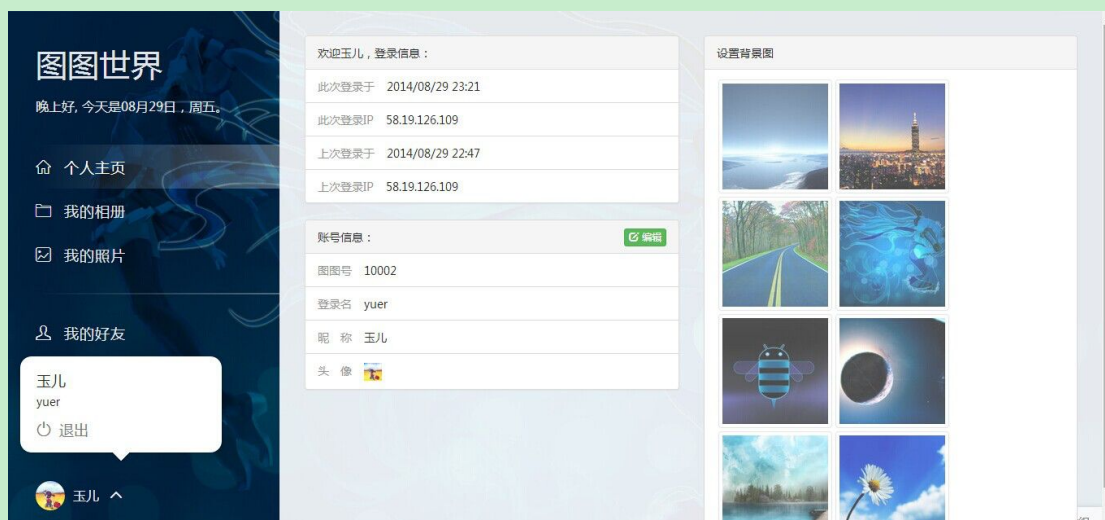 图图世界
晚上好, 今天是08月29日，周五。
个人主页
我的相册
我的照片
我的好友
玉儿
yuer
退出
玉儿
欢迎玉儿，登录信息：
此次登录于 2014/08/29 23:21
此次登录IP 58.19.126.109
上次登录于 2014/08/29 22:47
上次登录IP 58.19.126.109
账号信息：
编辑
图图号 10002
登录名 yuer
昵 称 玉儿
头 像
设置背景图